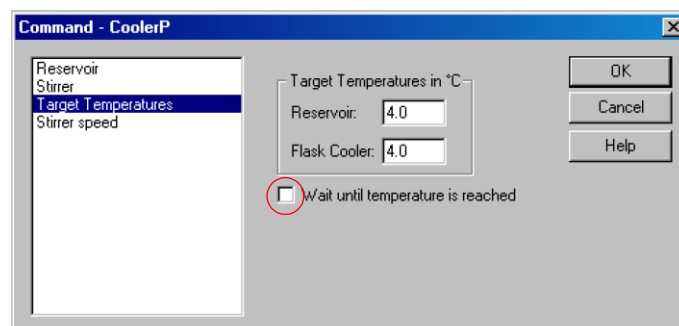 Command - CoolerP
Reservoir
Stirrer
Target Temperatures
Stirrer speed
Target Temperatures in °C
Reservoir: 4.0
Flask Cooler: 4.0
Wait until temperature is reached
OK
Cancel
Help